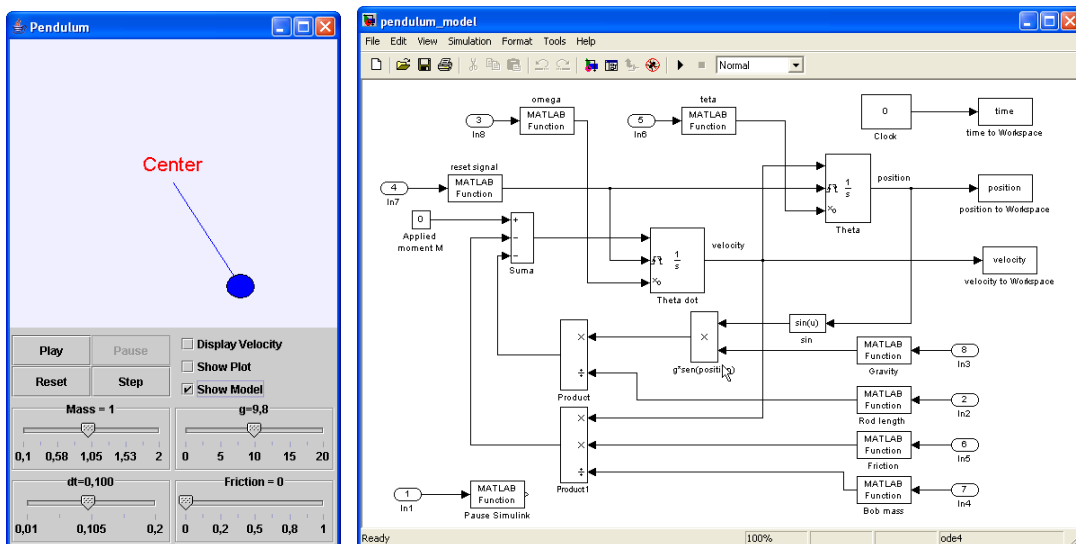 Pendulum
Center
Play
Pause
Reset
Step
Display Velocity
Show Plot
Show Model
Mass = 1
0,1 0,58 1,05 1,53 2
g=9,8
0 5 10 15 20
dt=0,100
0,01 0,105 0,2
Friction = 0
0 0,2 0,5 0,8 1
pendulum_model
File Edit View Simulation Format Tools Help
Normal
omega
3
In8
MATLAB
Function
teta
5
In6
MATLAB
Function
0
Clock
time
time to Workspace
reset signal
4
In7
MATLAB
Function
0
Applied
moment M
+
−
−
Suma
1
s
xo
Theta dot
velocity
1
s
xo
Theta
position
position
position to Workspace
velocity
velocity to Workspace
sin(u)
sin
×
g*sen(position)
×
÷
Product
×
×
÷
Product1
MATLAB
Function
Gravity
8
In3
MATLAB
Function
Rod length
2
In2
MATLAB
Function
Friction
6
In5
MATLAB
Function
Bob mass
7
In4
1
In1
MATLAB
Function
Pause Simulink
Ready 100% ode4